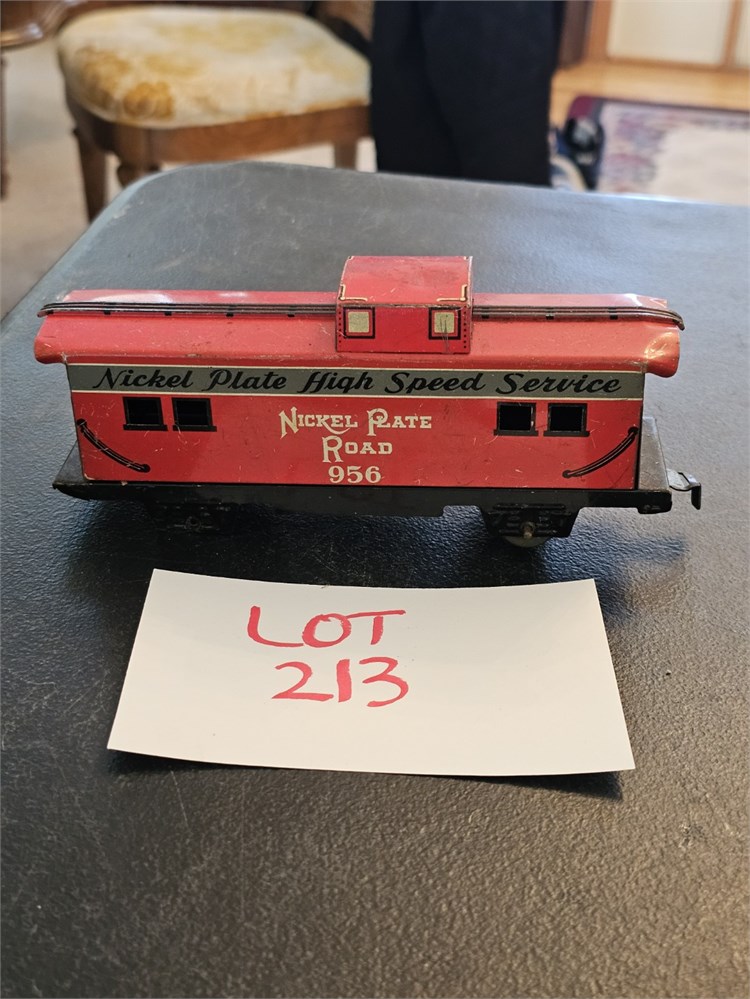 Nickel Plate High Speed Service
NICKEL PLATE
ROAD
956
LOT
213